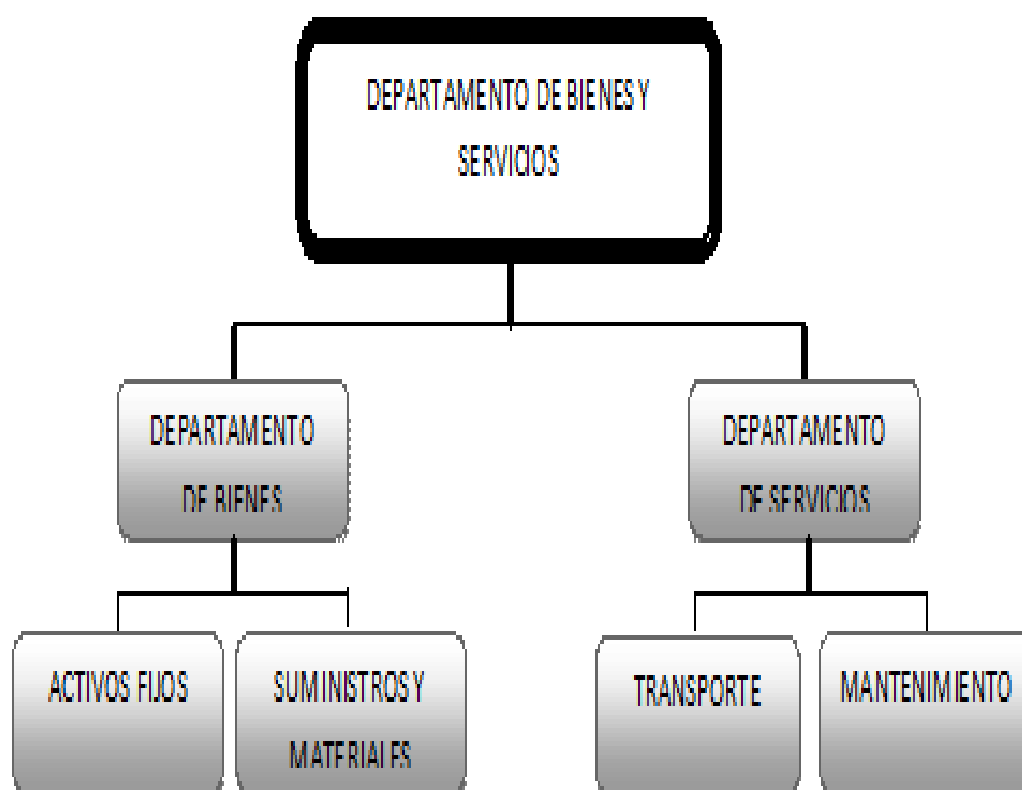 DEPARTAMENTO DE BIENES Y
SERVICIOS
DEPARTAMENTO
DE BIENES
DEPARTAMENTO
DE SERVICIOS
ACTIVOS FIJOS
SUMINISTROS Y
MATERIALES
TRANSPORTE
MANTENIMIENTO